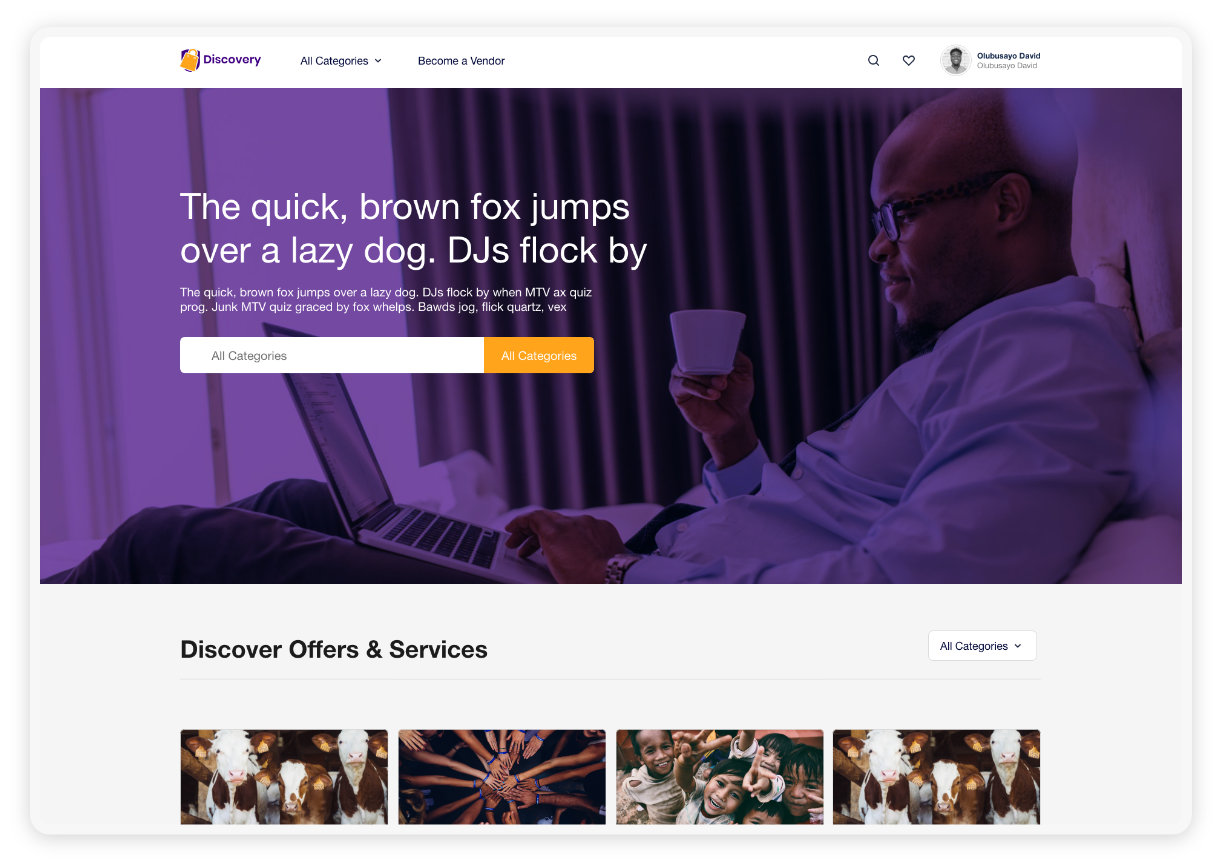 Discovery
All Categories
Become a Vendor
Olubusayo David
Olubusayo David
The quick, brown fox jumps
over a lazy dog. DJs flock by
The quick, brown fox jumps over a lazy dog. DJs flock by when MTV ax quiz
prog. Junk MTV quiz graced by fox whelps. Bawds jog, flick quartz, vex
All Categories
All Categories
Discover Offers & Services
All Categories